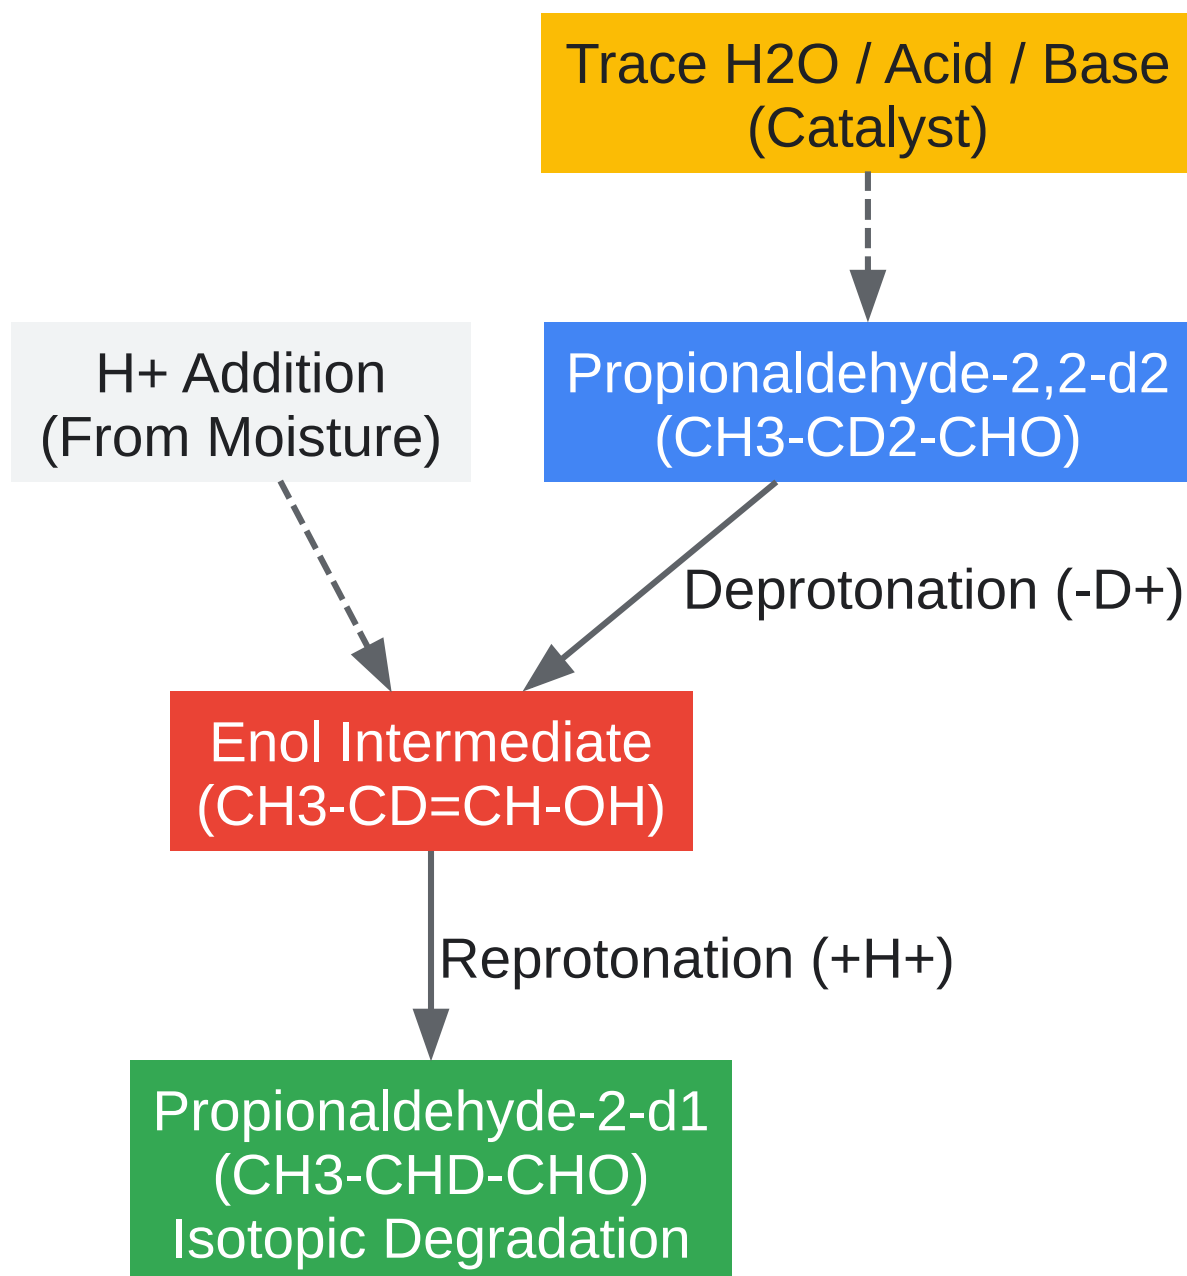 Trace H2O / Acid / Base
(Catalyst)
H+ Addition
(From Moisture)
Propionaldehyde-2,2-d2
(CH3-CD2-CHO)
Deprotonation (-D+)
Enol Intermediate
(CH3-CD=CH-OH)
Reprotonation (+H+)
Propionaldehyde-2-d1
(CH3-CHD-CHO)
Isotopic Degradation